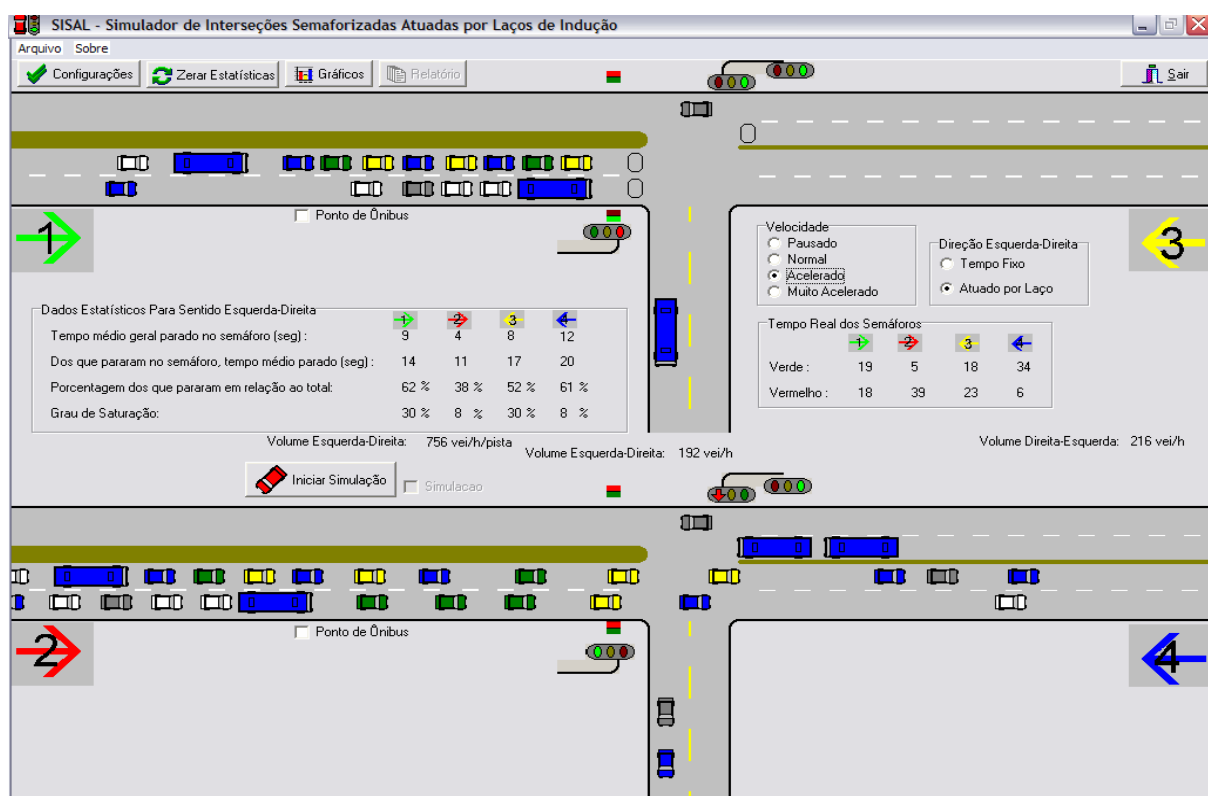 SISAL - Simulador de Interseções Semaforizadas Atuadas por Laços de Indução
Arquivo Sobre
Configurações Zerar Estatísticas Gráficos Relatório Sair
Ponto de Ônibus
1
3
Velocidade
Pausado
Normal
Acelerado
Muito Acelerado
Direção Esquerda-Direita
Tempo Fixo
Atuado por Laço
Dados Estatísticos Para Sentido Esquerda-Direita
1 2 3 4
Tempo médio geral parado no semáforo (seg) : 9 4 8 12
Dos que pararam no semáforo, tempo médio parado (seg) : 14 11 17 20
Porcentagem dos que pararam em relação ao total: 62 % 38 % 52 % 61 %
Grau de Saturação: 30 % 8 % 30 % 8 %
Tempo Real dos Semáforos
1 2 3 4
Verde : 19 5 18 34
Vermelho : 18 39 23 6
Volume Esquerda-Direita: 756 vei/h/pista
Volume Esquerda-Direita: 192 vei/h
Volume Direita-Esquerda: 216 vei/h
Iniciar Simulação
Simulacao
Ponto de Ônibus
2
4